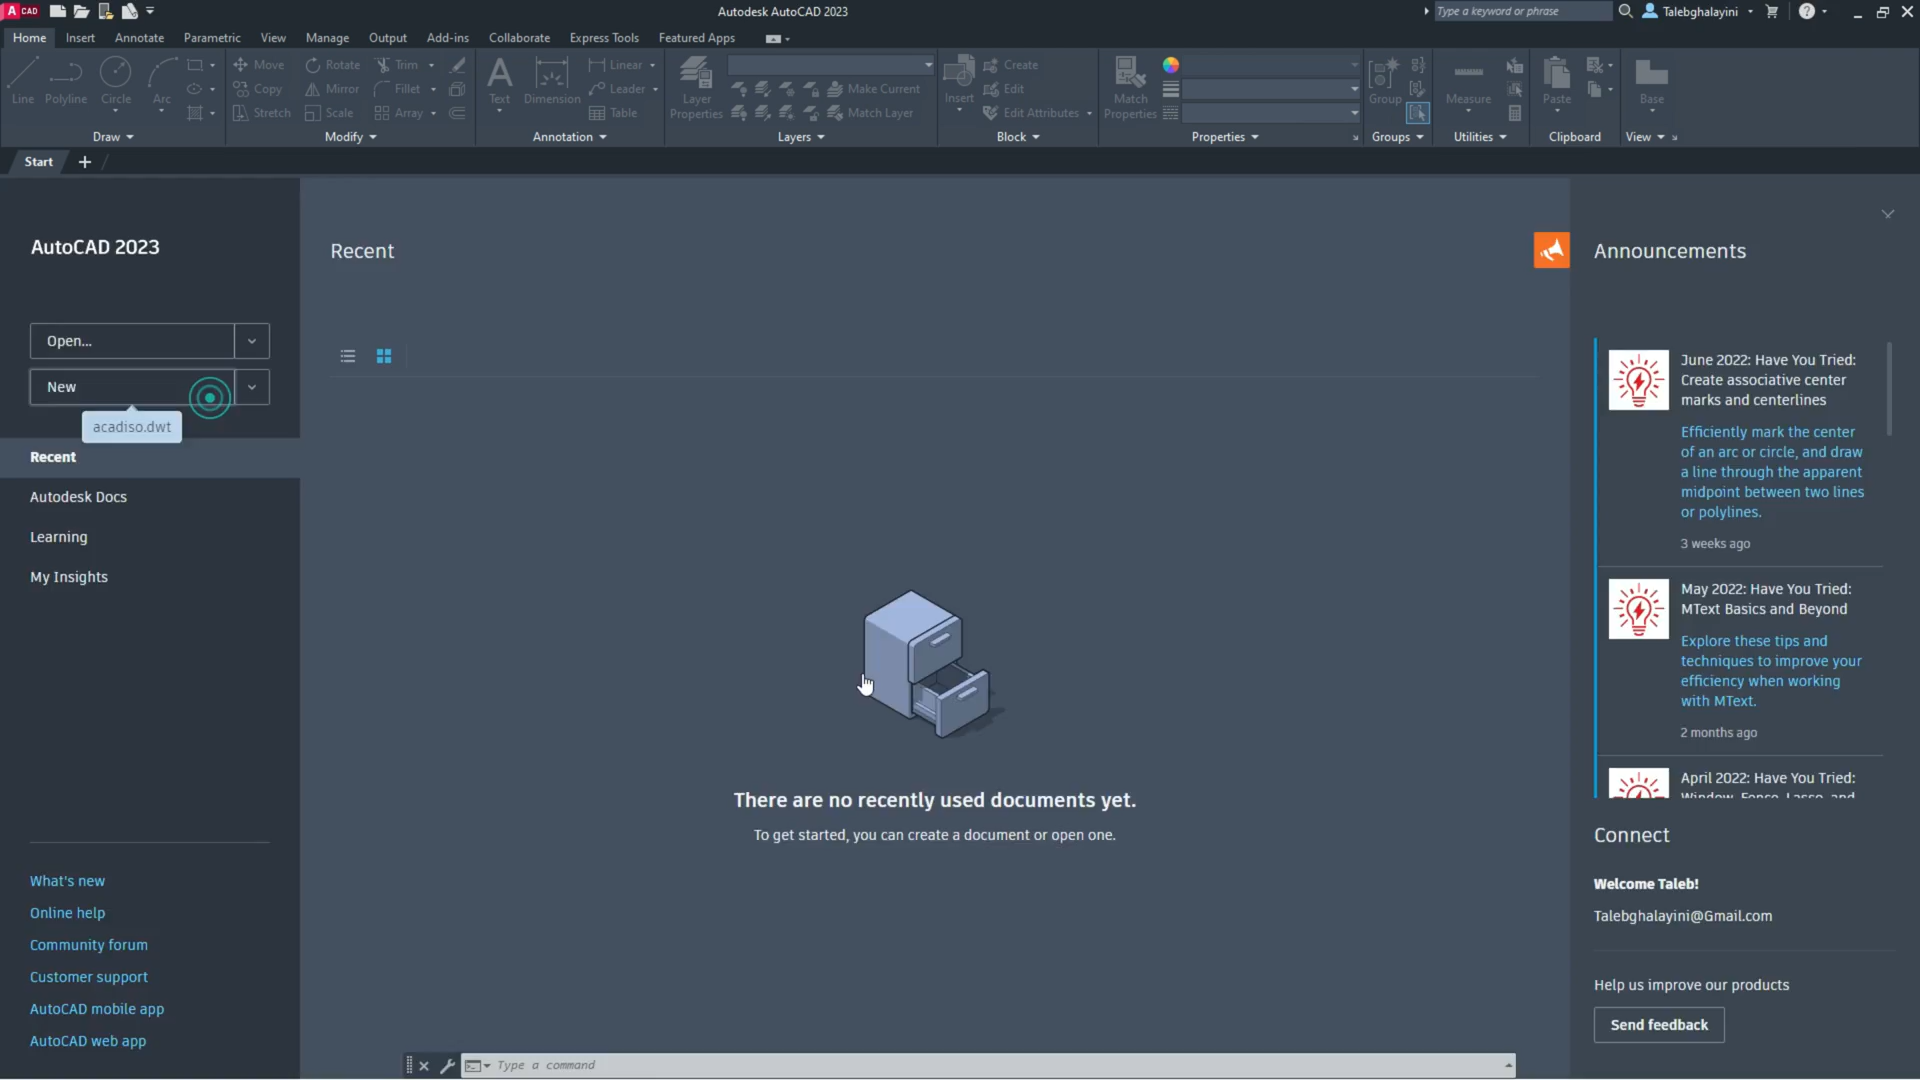 A CAD
Autodesk AutoCAD 2023
Type a keyword or phrase
Talebghalayini
Home Insert Annotate Parametric View Manage Output Add-ins Collaborate Express Tools Featured Apps
Line Polyline Circle Arc
Draw
Move Rotate Trim
Copy Mirror Fillet
Stretch Scale Array
Modify
Text Dimension
Linear
Leader
Table
Annotation
Layer
Properties
Make Current
Match Layer
Layers
Insert
Create
Edit
Edit Attributes
Block
Match
Properties
Properties
Group
Groups
Measure
Utilities
Paste
Clipboard
Base
View
Start
AutoCAD 2023
Open...
New
acadiso.dwt
Recent
Autodesk Docs
Learning
My Insights
What's new
Online help
Community forum
Customer support
AutoCAD mobile app
AutoCAD web app
Recent
There are no recently used documents yet.
To get started, you can create a document or open one.
Type a command
Announcements
June 2022: Have You Tried:
Create associative center
marks and centerlines
Efficiently mark the center
of an arc or circle, and draw
a line through the apparent
midpoint between two lines
or polylines.
3 weeks ago
May 2022: Have You Tried:
MText Basics and Beyond
Explore these tips and
techniques to improve your
efficiency when working
with MText.
2 months ago
April 2022: Have You Tried:
Window, Fence, Lasso, and
Connect
Welcome Taleb!
Talebghalayini@Gmail.com
Help us improve our products
Send feedback